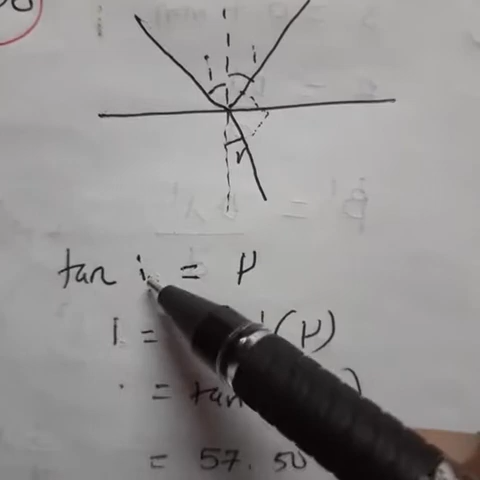 i i
r
tan i = μ
i = (μ)
i = tan )
= 57.50